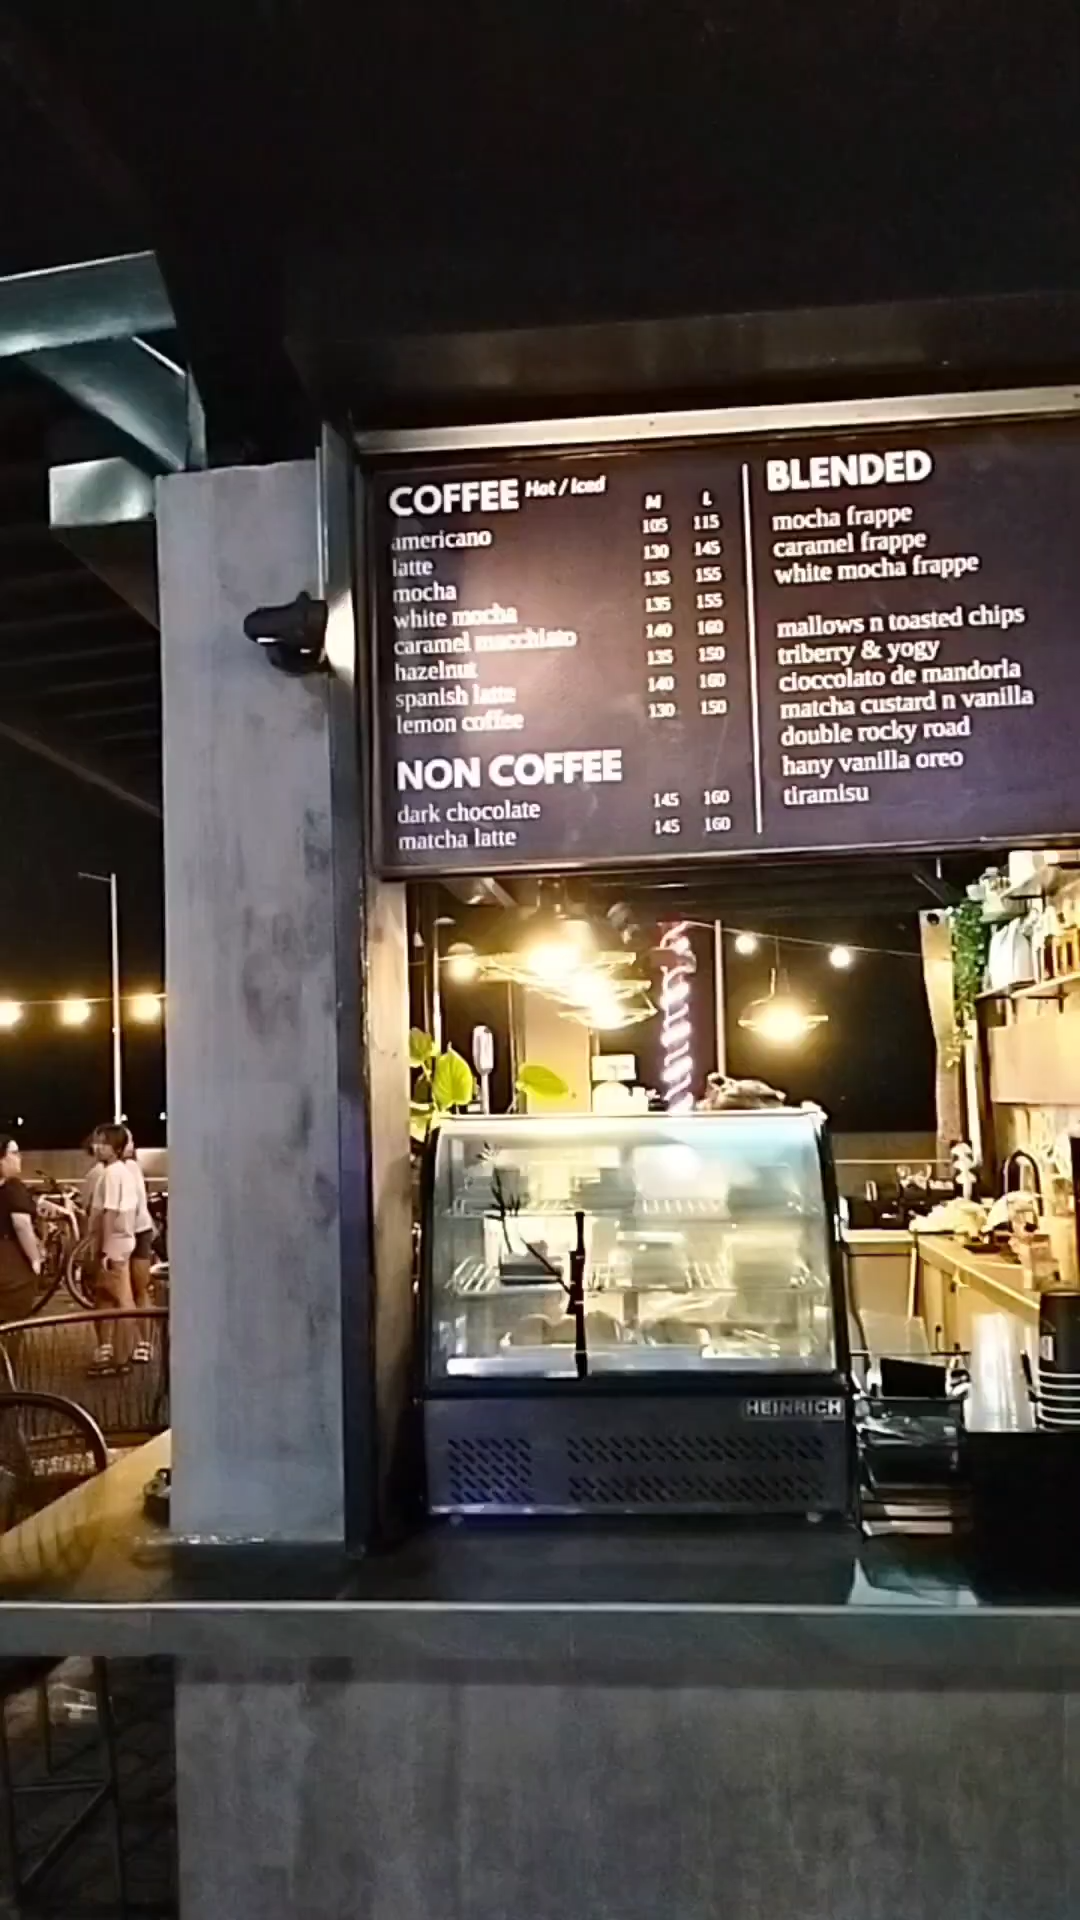 COFFEE Hot / Iced
M L
americano 105 115
latte 130 145
mocha 135 155
white mocha 135 155
caramel macchiato 140 160
hazelnut 135 150
spanish latte 140 160
lemon coffee 130 150
NON COFFEE
dark chocolate 145 160
matcha latte 145 160
BLENDED
mocha frappe
caramel frappe
white mocha frappe
mallows n toasted chips
triberry & yogy
cioccolato de mandorla
matcha custard n vanilla
double rocky road
hany vanilla oreo
tiramisu
HEINRICH